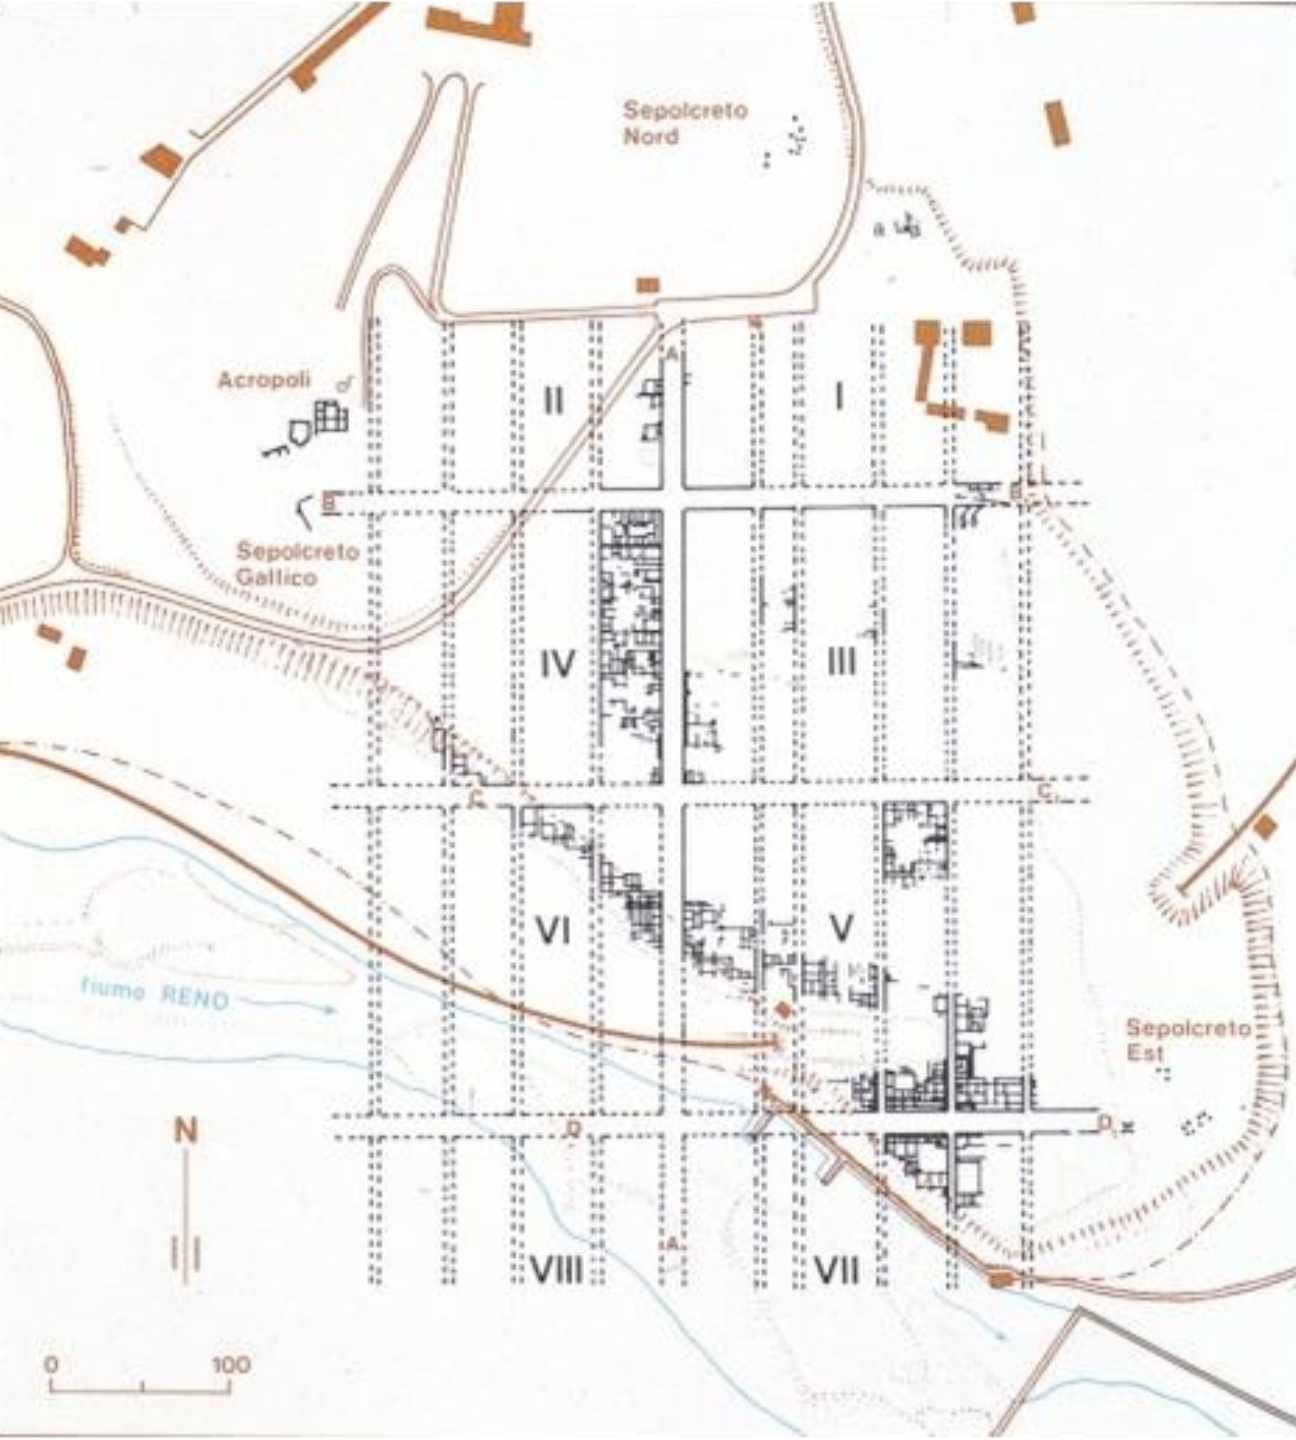 Sepolcreto
Nord
A
Acropoli
II
I
B
B
Sepolcreto
Gallico
IV
III
C
C
VI
V
fiume RENO
Sepolcreto
Est
N
D
D
A
VIII
VII
0 100